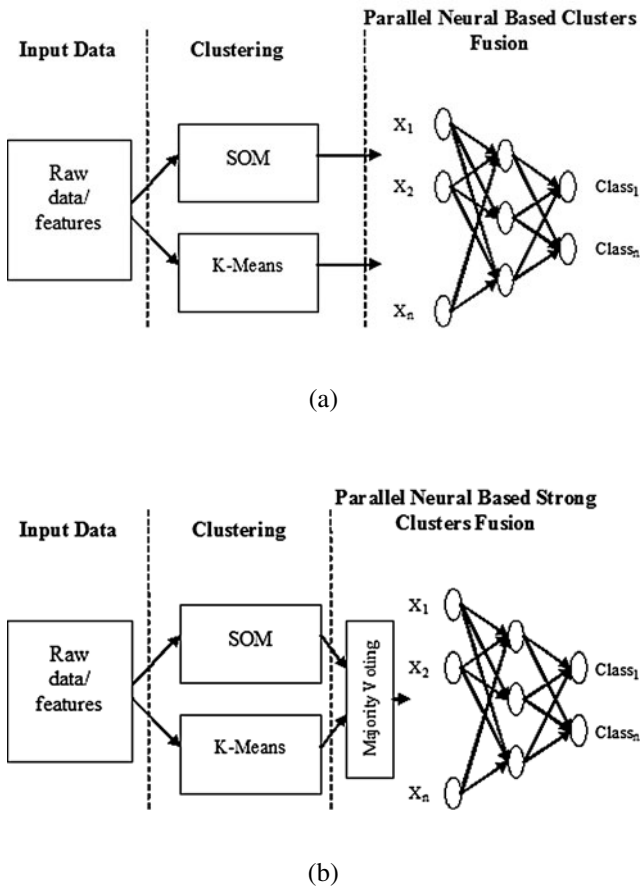 Parallel Neural Based Clusters
Fusion
Input Data
Clustering
Raw
data/
features
SOM
K-Means
X1
X2
Xn
Class1
Classn
(a)
Parallel Neural Based Strong
Clusters Fusion
Input Data
Clustering
Raw
data/
features
SOM
K-Means
Majority Voting
X1
X2
Xn
Class1
Classn
(b)